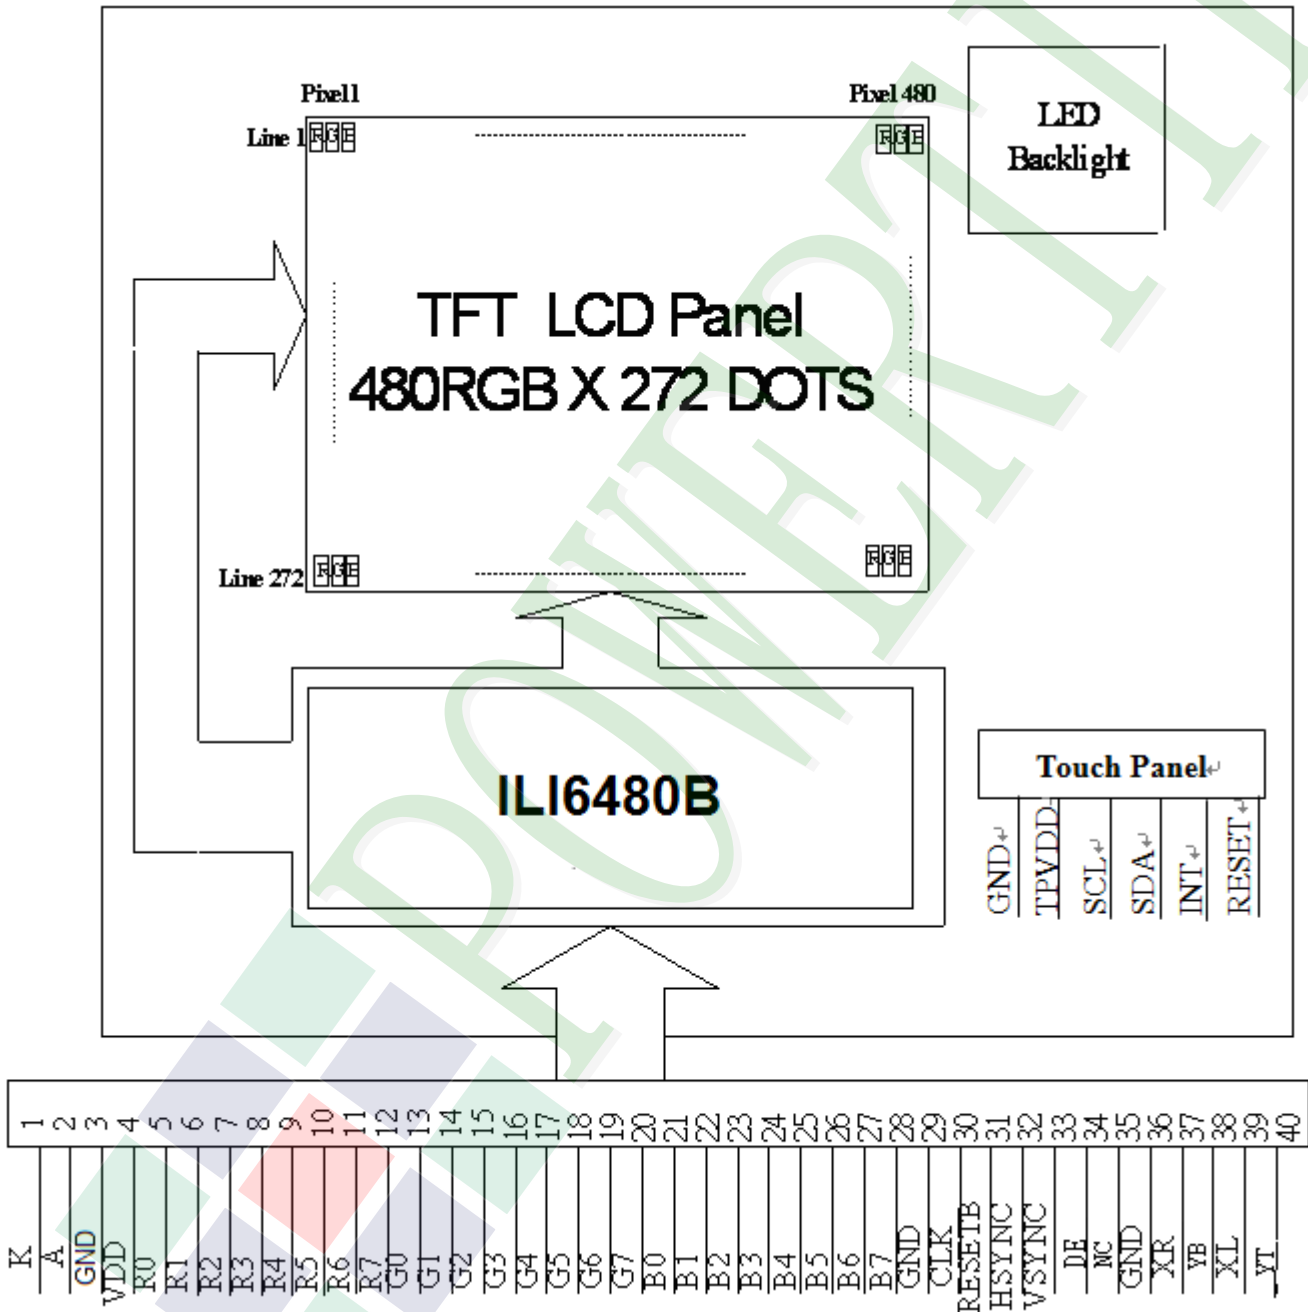 Pixel1
Pixel 480
LED
Backlight
Line 1
RGB
RGB
TFT LCD Panel
480RGB X 272 DOTS
Line 272
RGB
RGB
ILI6480B
Touch Panel
GND
TPVDD
SCL
SDA
INT
RESET
1 2 3 4 5 6 7 8 9 10 11 12 13 14 15 16 17 18 19 20 21 22 23 24 25 26 27 28 29 30 31 32 33 34 35 36 37 38 39 40
K A GND VDD R0 R1 R2 R3 R4 R5 R6 R7 G0 G1 G2 G3 G4 G5 G6 G7 B0 B1 B2 B3 B4 B5 B6 B7 GND CLK RESETB HSYNC VSYNC DE NC GND XR YB XL YT
POWERTI